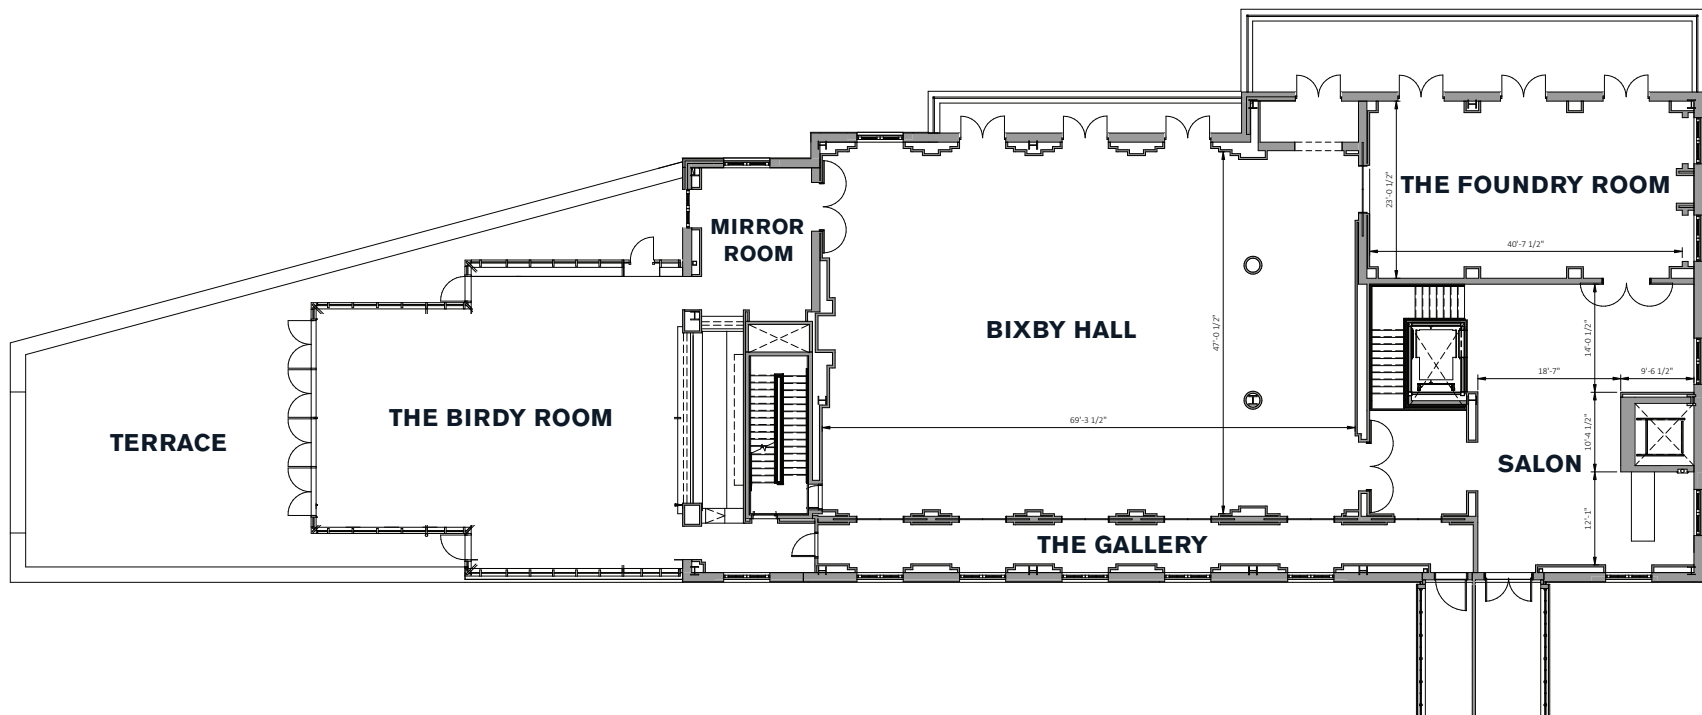 THE FOUNDRY ROOM
23'-0 1/2"
40'-7 1/2"
MIRROR
ROOM
BIXBY HALL
47'-0 1/2"
69'-3 1/2"
14'-0 1/2"
18'-7"
9'-6 1/2"
10'-4 1/2"
12'-1"
SALON
THE BIRDY ROOM
TERRACE
THE GALLERY